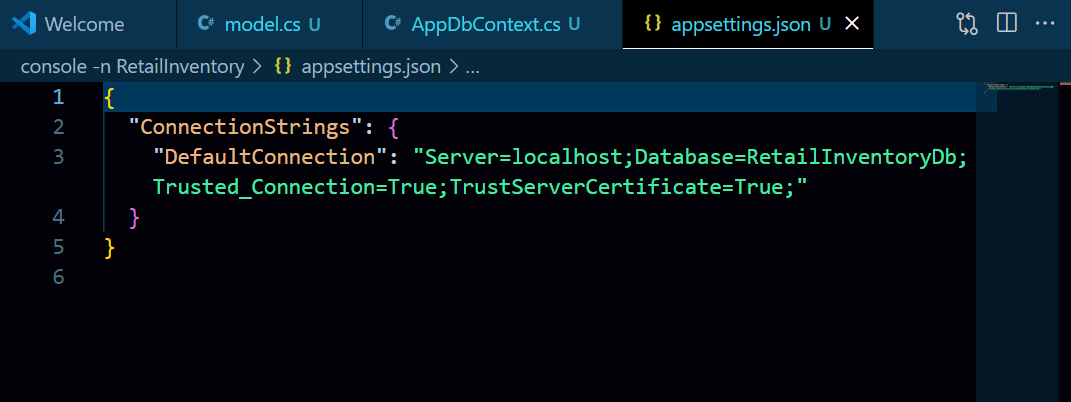 Welcome model.cs U AppDbContext.cs U {} appsettings.json U
console -n RetailInventory > {} appsettings.json > ...
1 {
2 "ConnectionStrings": {
3 "DefaultConnection": "Server=localhost;Database=RetailInventoryDb;
Trusted_Connection=True;TrustServerCertificate=True;"
4 }
5 }
6